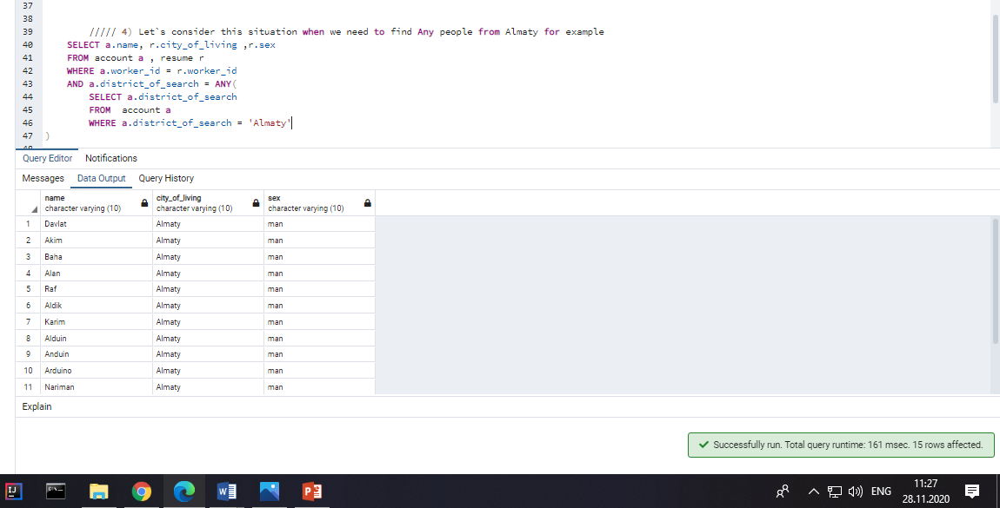 37
38
39 ///// 4) Let`s consider this situation when we need to find Any people from Almaty for example
40 SELECT a.name, r.city_of_living ,r.sex
41 FROM account a , resume r
42 WHERE a.worker_id = r.worker_id
43 AND a.district_of_search = ANY(
44 SELECT a.district_of_search
45 FROM account a
46 WHERE a.district_of_search = 'Almaty'
47 )
48
Query Editor Notifications
Messages Data Output Query History
name city_of_living sex
character varying (10) character varying (10) character varying (10)
1 Davlat Almaty man
2 Akim Almaty man
3 Baha Almaty man
4 Alan Almaty man
5 Raf Almaty man
6 Aldik Almaty man
7 Karim Almaty man
8 Alduin Almaty man
9 Anduin Almaty man
10 Arduino Almaty man
11 Nariman Almaty man
Explain
Successfully run. Total query runtime: 161 msec. 15 rows affected.
ENG 11:27
28.11.2020